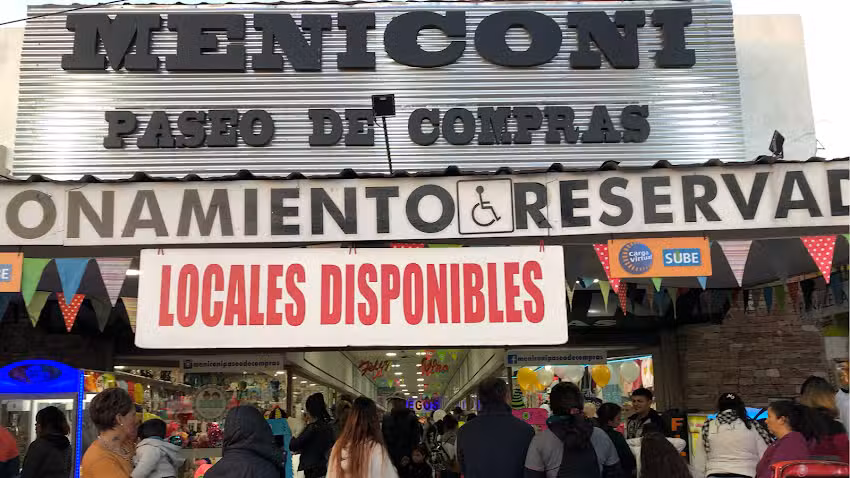 MENICONI
PASEO DE COMPRAS
ONAMIENTO RESERVAD
Carga virtual SUBE
LOCALES DISPONIBLES
meniconipaseodecompras
meniconipaseodecompras